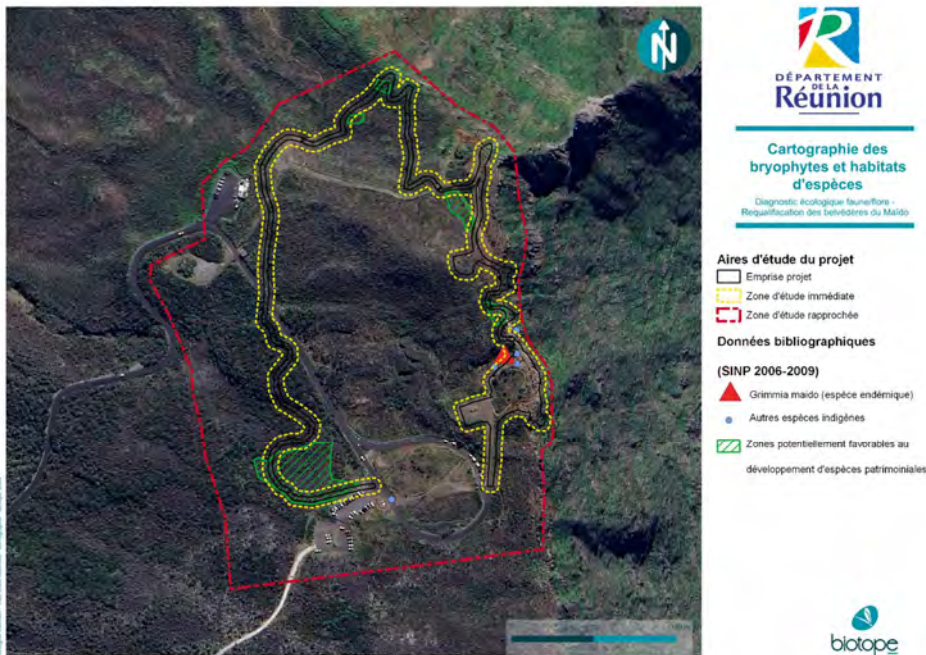 N
R
DÉPARTEMENT
DE LA
Réunion
Cartographie des
bryophytes et habitats
d'espèces
Diagnostic écologique faune/flore -
Requalifacation des belvédères du Maïdo
Aires d'étude du projet
Emprise projet
Zone d'étude immédiate
Zone d'étude rapprochée
Données bibliographiques
(SINP 2006-2009)
Grimmia maido (espèce endémique)
Autres espèces indigènes
Zones potentiellement favorables au
développement d'espèces patrimoniales
biotope